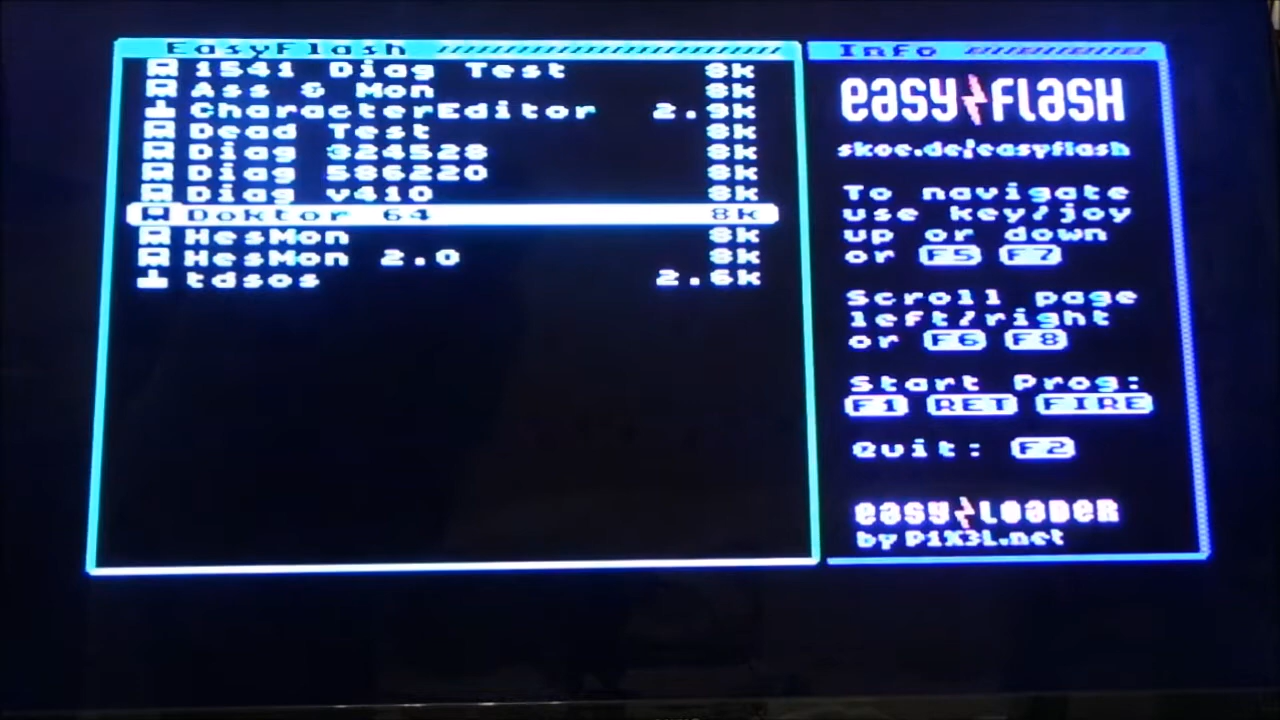 EasyFlash
1541 Diag Test 8k
Ass & Mon 8k
CharacterEditor 2.9k
Dead Test 8k
Diag 324528 8k
Diag 586220 8k
Diag v410 8k
Doktor 64 8k
HesMon 8k
HesMon 2.0 8k
tdsos 2.6k
Info
easy flash
skoe.de/easyflash
To navigate
use key/joy
up or down
or F5 F7
Scroll page
left/right
or F6 F8
Start Prog:
F1 RET FIRE
Quit: F2
easy loader
by P1X3L.net